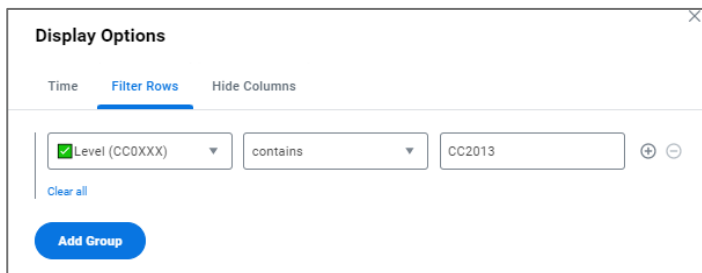 Display Options
Time Filter Rows Hide Columns
✅Level (CC0XXX) contains CC2013
Clear all
Add Group